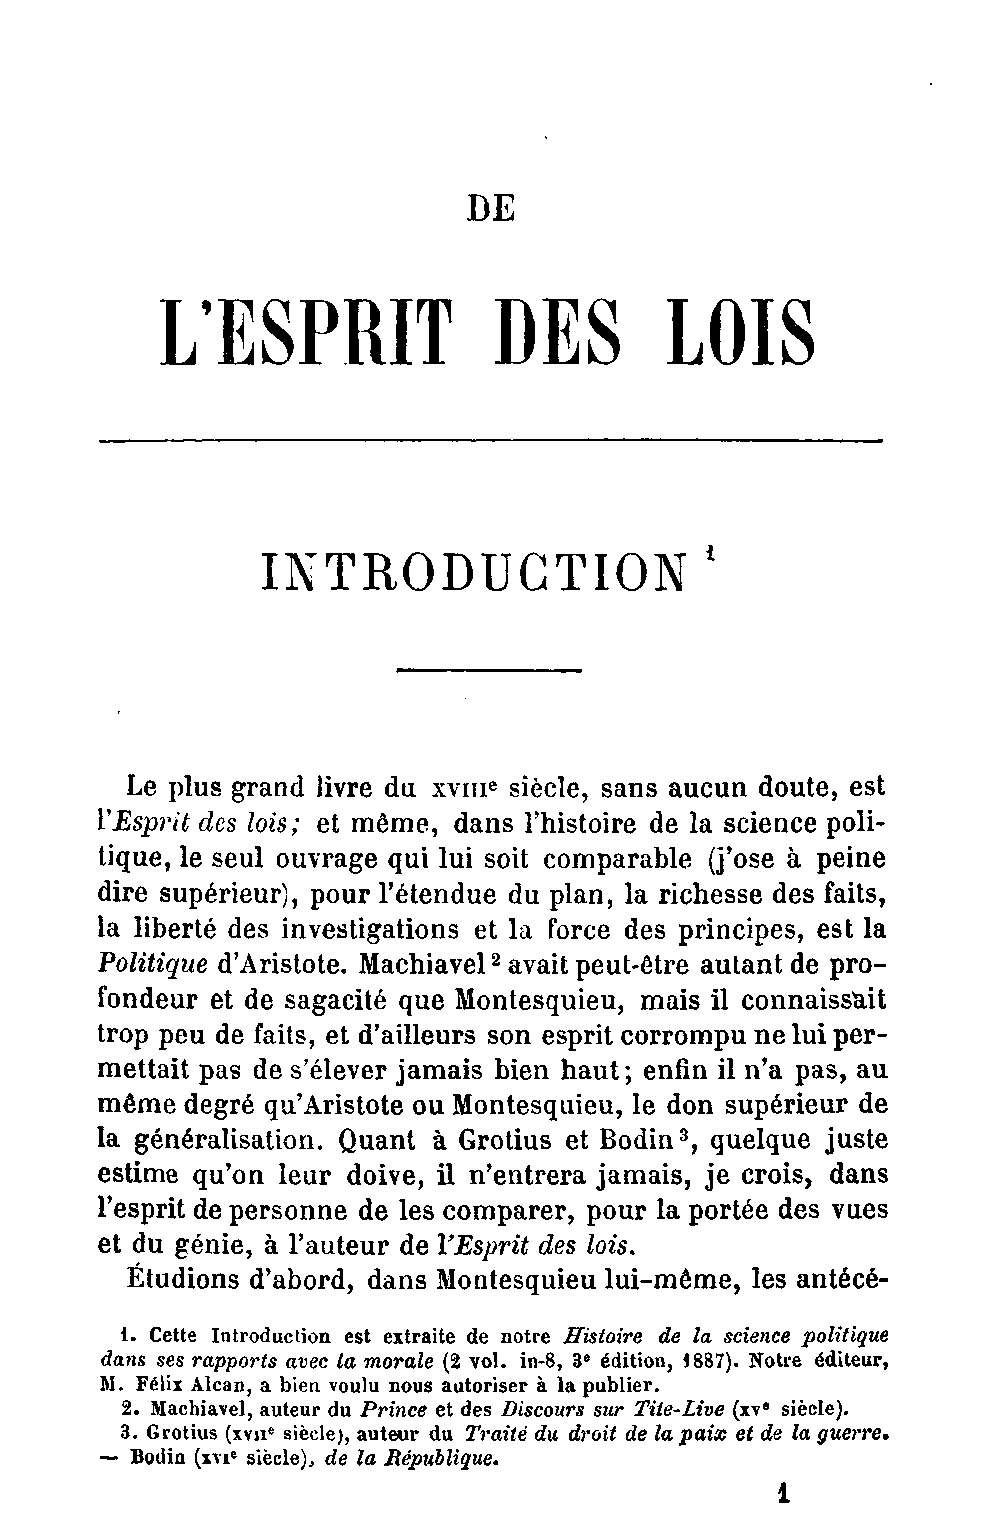 DE
L'ESPRIT DES LOIS
INTRODUCTION ¹
Le plus grand livre du XVIIIᵉ siècle, sans aucun doute, est
l'Esprit des lois; et même, dans l'histoire de la science poli-
tique, le seul ouvrage qui lui soit comparable (j'ose à peine
dire supérieur), pour l'étendue du plan, la richesse des faits,
la liberté des investigations et la force des principes, est la
Politique d'Aristote. Machiavel ² avait peut-être autant de pro-
fondeur et de sagacité que Montesquieu, mais il connaissait
trop peu de faits, et d'ailleurs son esprit corrompu ne lui per-
mettait pas de s'élever jamais bien haut; enfin il n'a pas, au
même degré qu'Aristote ou Montesquieu, le don supérieur de
la généralisation. Quant à Grotius et Bodin ³, quelque juste
estime qu'on leur doive, il n'entrera jamais, je crois, dans
l'esprit de personne de les comparer, pour la portée des vues
et du génie, à l'auteur de l'Esprit des lois.
Étudions d'abord, dans Montesquieu lui-même, les antécé-
1. Cette Introduction est extraite de notre Histoire de la science politique
dans ses rapports avec la morale (2 vol. in-8, 3ᵉ édition, 1887). Notre éditeur,
M. Félix Alcan, a bien voulu nous autoriser à la publier.
2. Machiavel, auteur du Prince et des Discours sur Tite-Live (XVᵉ siècle).
3. Grotius (XVIIᵉ siècle), auteur du Traité du droit de la paix et de la guerre.
— Bodin (XVIᵉ siècle), de la République.
1